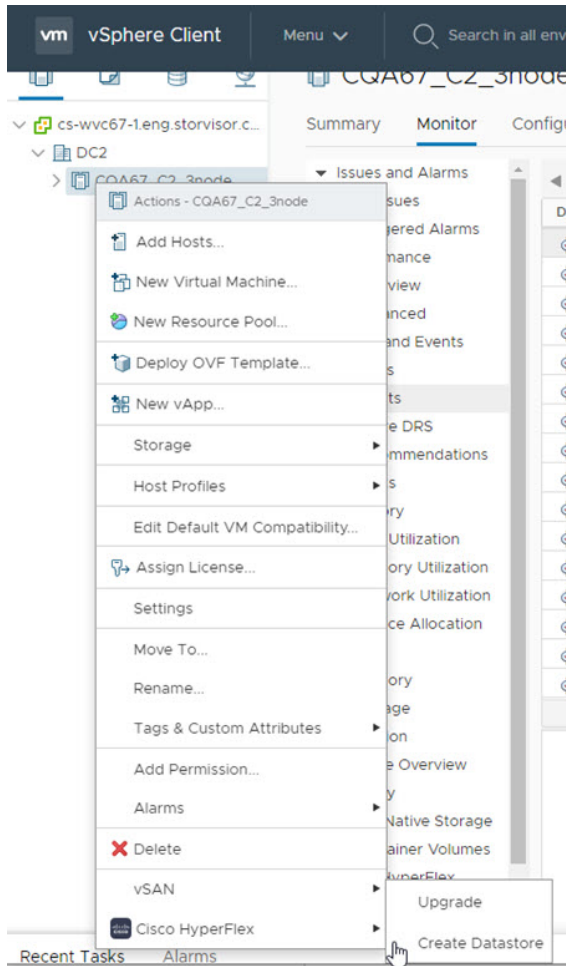 vm vSphere Client Menu Search in all env
CQA67_C2_3node
cs-wvc67-1.eng.storvisor.c...
DC2
CQA67_C2_3node
Summary Monitor Config
Issues and Alarms
sues
ered Alarms
mance
view
nced
and Events
s
ts
e DRS
mmendations
s
ry
Utilization
ory Utilization
work Utilization
ce Allocation
ory
age
ion
e Overview
y
Native Storage
ainer Volumes
HyperFlex
D
Actions - CQA67_C2_3node
Add Hosts...
New Virtual Machine...
New Resource Pool...
Deploy OVF Template...
New vApp...
Storage
Host Profiles
Edit Default VM Compatibility...
Assign License...
Settings
Move To...
Rename...
Tags & Custom Attributes
Add Permission...
Alarms
Delete
vSAN
Cisco HyperFlex
Upgrade
Create Datastore
Recent Tasks Alarms